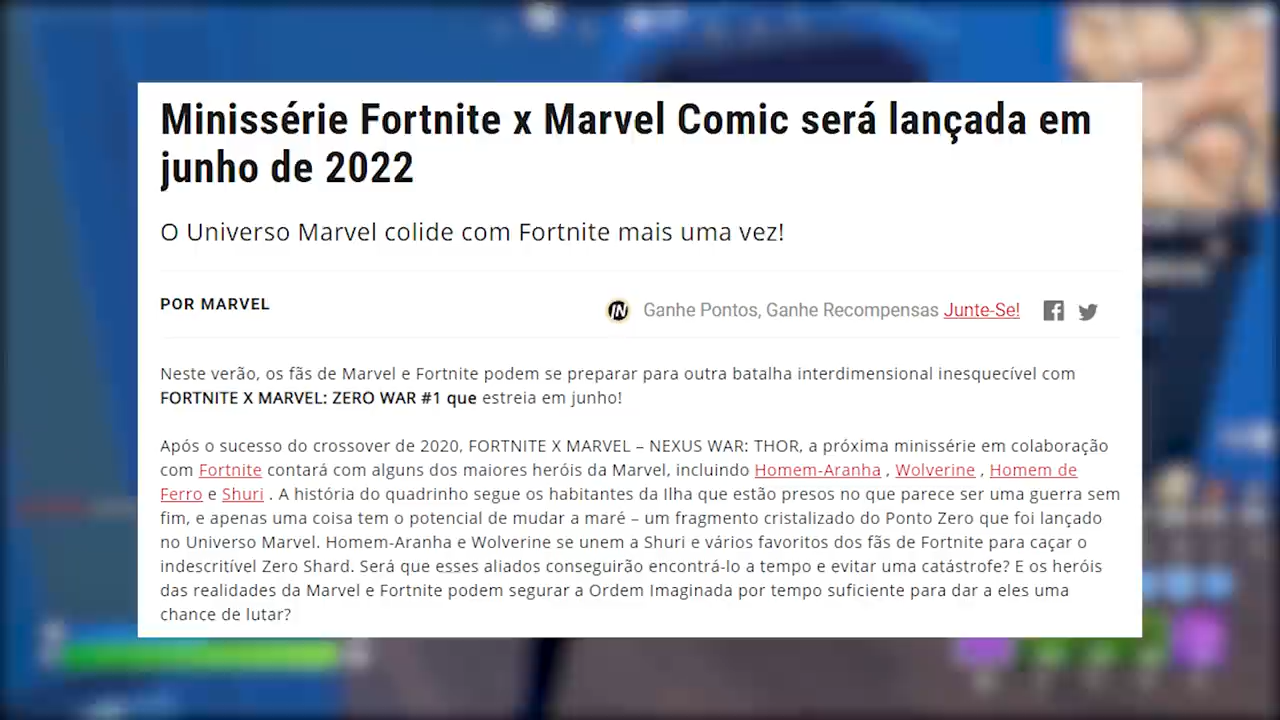 Minissérie Fortnite x Marvel Comic será lançada em
junho de 2022
O Universo Marvel colide com Fortnite mais uma vez!
POR MARVEL
Ganhe Pontos, Ganhe Recompensas Junte-Se!
Neste verão, os fãs de Marvel e Fortnite podem se preparar para outra batalha interdimensional inesquecível com
FORTNITE X MARVEL: ZERO WAR #1 que estreia em junho!
Após o sucesso do crossover de 2020, FORTNITE X MARVEL – NEXUS WAR: THOR, a próxima minissérie em colaboração
com Fortnite contará com alguns dos maiores heróis da Marvel, incluindo Homem-Aranha , Wolverine , Homem de
Ferro e Shuri . A história do quadrinho segue os habitantes da Ilha que estão presos no que parece ser uma guerra sem
fim, e apenas uma coisa tem o potencial de mudar a maré – um fragmento cristalizado do Ponto Zero que foi lançado
no Universo Marvel. Homem-Aranha e Wolverine se unem a Shuri e vários favoritos dos fãs de Fortnite para caçar o
indescritível Zero Shard. Será que esses aliados conseguirão encontrá-lo a tempo e evitar uma catástrofe? E os heróis
das realidades da Marvel e Fortnite podem segurar a Ordem Imaginada por tempo suficiente para dar a eles uma
chance de lutar?